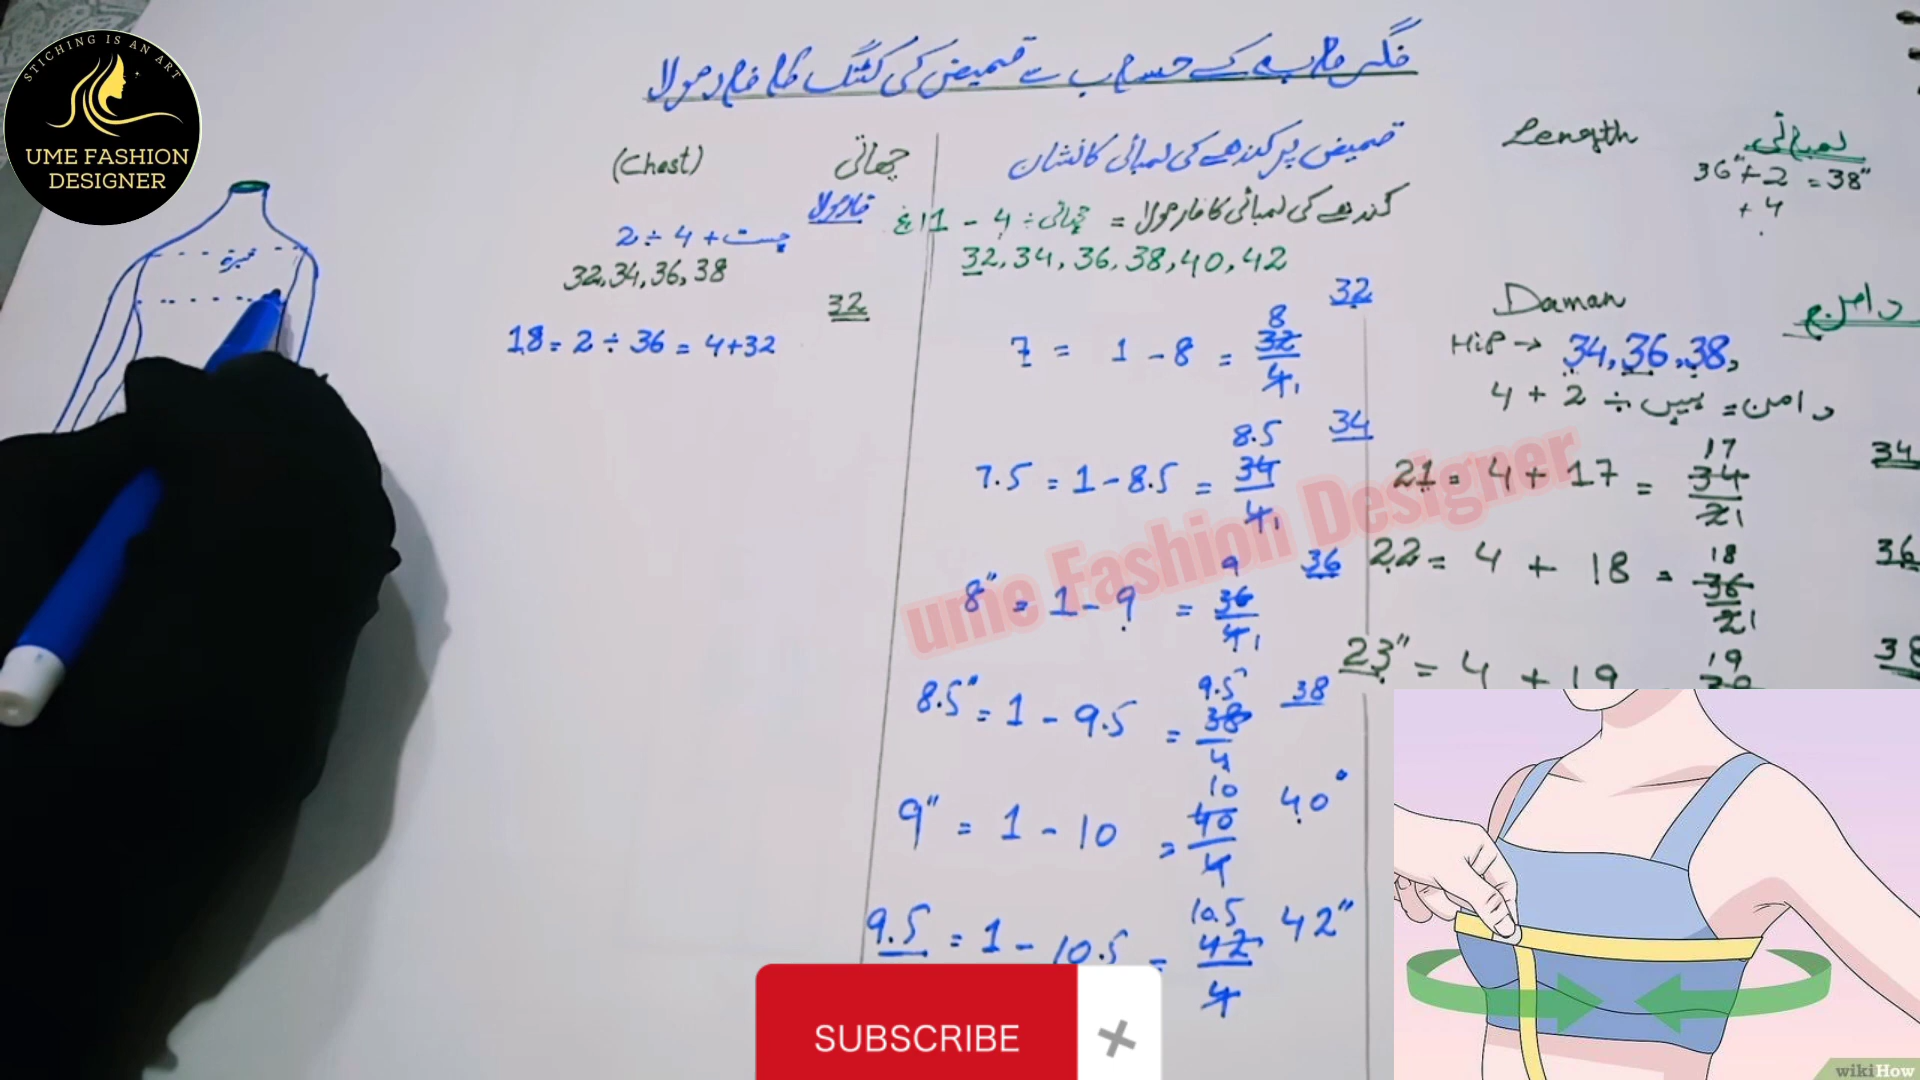 STICHING IS AN ART
UME FASHION
DESIGNER
فگر ماپ کے حساب سے قمیض کی کٹنگ کا فارمولا
(Chest) چھاتی
فارمولا
چست + 4 ÷ 2
32,34,36,38
32
18 = 2 ÷ 36 = 4+32
قمیض پر کندھے کی لمبائی کا نشان
کندھے کی لمبائی کا فارمولا = چھاتی ÷ 4 - 1 انچ
32,34,36,38,40,42
32
7 = 1 - 8 = 32/4 8
34
7.5 = 1 - 8.5 = 34/4 8.5
36
8" = 1 - 9 = 36/4 9
38
8.5" = 1 - 9.5 = 38/4 9.5
40"
9" = 1 - 10 = 40/4 10
42"
9.5 = 1 - 10.5 = 42/4 10.5
Length لمبائی
36"+2 = 38"
+ 4
Daman دامن
HiP → 34,36,38,
دامن = ہپس ÷ 2 + 4
34
21 = 4 + 17 = 34/2 17
36
22 = 4 + 18 = 36/2 18
38
23" = 4 + 19 19
ume Fashion Designer
SUBSCRIBE
wikiHow